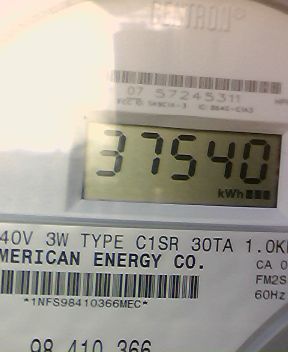 CENTRON®
07 57245311
37540
kWh
40V 3W TYPE C1SR 30TA 1.0K
MERICAN ENERGY CO.
CA 0
FM2S
60Hz
*1NFS98410366MEC*
98 410 366